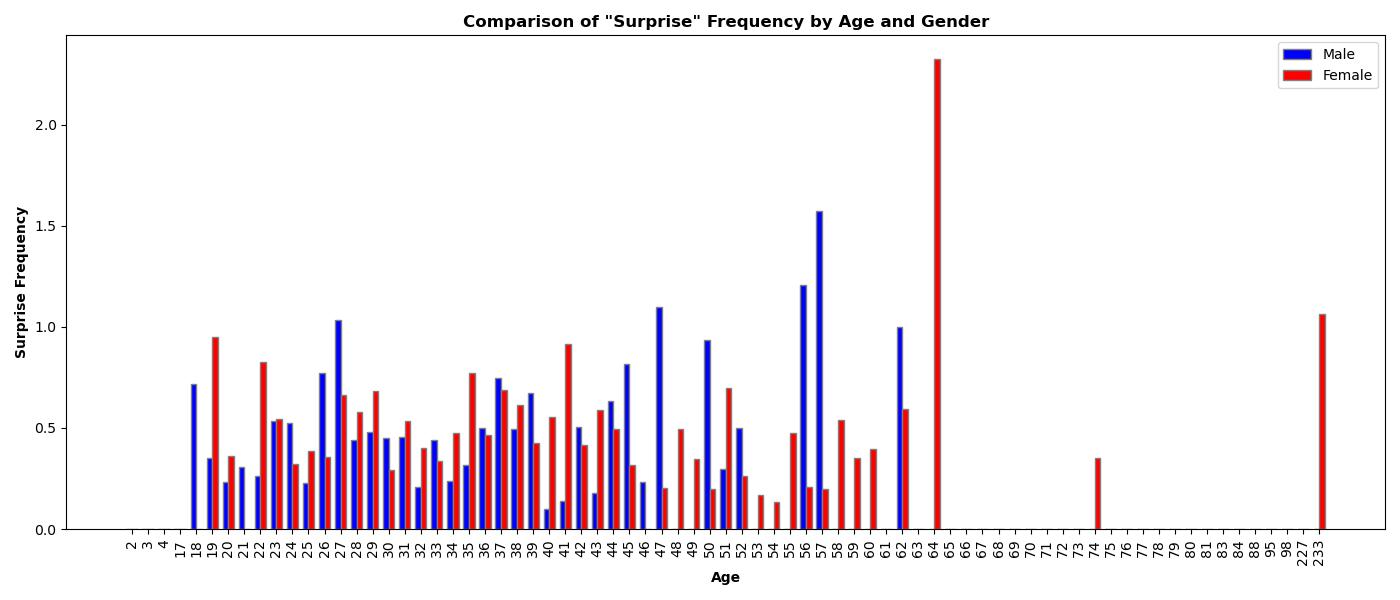 Comparison of "Surprise" Frequency by Age and Gender
Male
Female
Surprise Frequency
2.0
1.5
1.0
0.5
0.0
2 3 4 17 18 19 20 21 22 23 24 25 26 27 28 29 30 31 32 33 34 35 36 37 38 39 40 41 42 43 44 45 46 47 48 49 50 51 52 53 54 55 56 57 58 59 60 61 62 63 64 65 66 67 68 69 70 71 72 73 74 75 76 77 78 79 80 81 83 84 88 95 98 227 233
Age